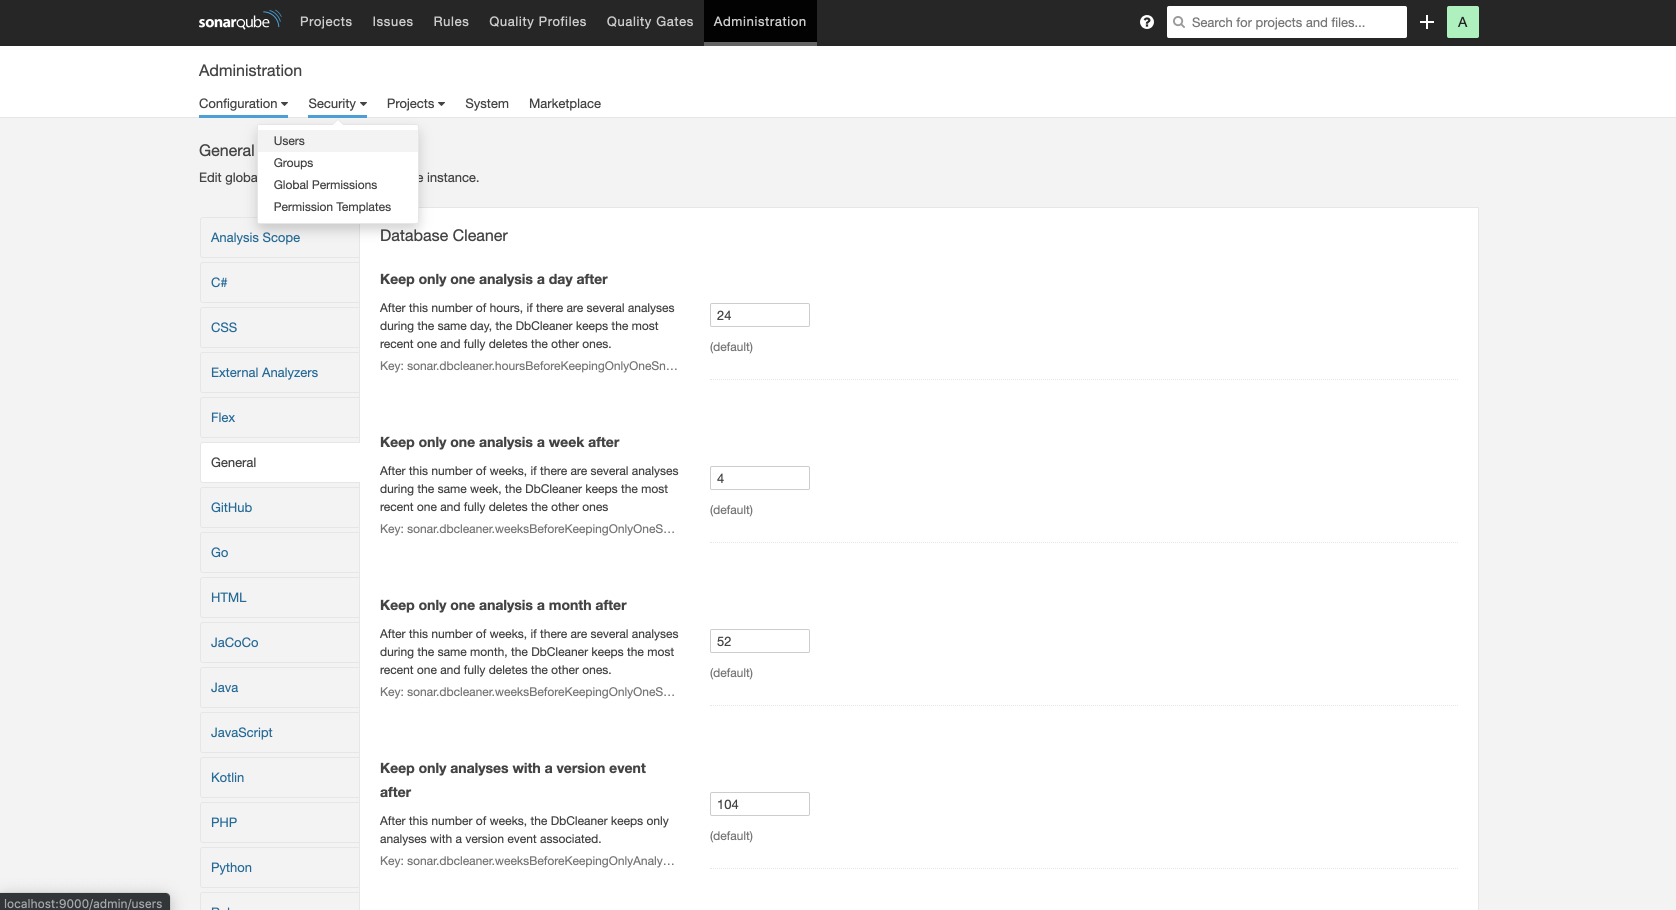 sonarqube Projects Issues Rules Quality Profiles Quality Gates Administration ? Search for projects and files... A
Administration
Configuration Security Projects System Marketplace
Users
Groups
Global Permissions
Permission Templates
General
Edit globa e instance.
Analysis Scope
C#
CSS
External Analyzers
Flex
General
GitHub
Go
HTML
JaCoCo
Java
JavaScript
Kotlin
PHP
Python
Database Cleaner
Keep only one analysis a day after
After this number of hours, if there are several analyses
during the same day, the DbCleaner keeps the most
recent one and fully deletes the other ones.
Key: sonar.dbcleaner.hoursBeforeKeepingOnlyOneSn...
24
(default)
Keep only one analysis a week after
After this number of weeks, if there are several analyses
during the same week, the DbCleaner keeps the most
recent one and fully deletes the other ones
Key: sonar.dbcleaner.weeksBeforeKeepingOnlyOneS...
4
(default)
Keep only one analysis a month after
After this number of weeks, if there are several analyses
during the same month, the DbCleaner keeps the most
recent one and fully deletes the other ones.
Key: sonar.dbcleaner.weeksBeforeKeepingOnlyOneS...
52
(default)
Keep only analyses with a version event
after
After this number of weeks, the DbCleaner keeps only
analyses with a version event associated.
Key: sonar.dbcleaner.weeksBeforeKeepingOnlyAnaly...
104
(default)
localhost:9000/admin/users